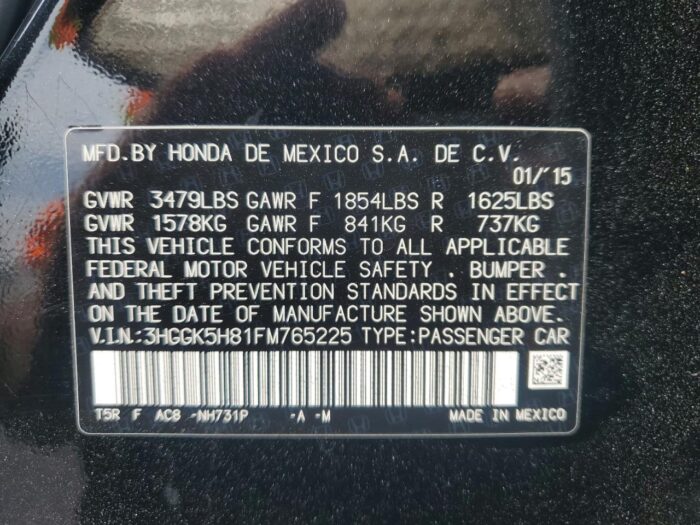 MFD.BY HONDA DE MEXICO S.A. DE C.V.
01/'15
GVWR 3479LBS GAWR F 1854LBS R 1625LBS
GVWR 1578KG GAWR F 841KG R 737KG
THIS VEHICLE CONFORMS TO ALL APPLICABLE
FEDERAL MOTOR VEHICLE SAFETY , BUMPER ,
AND THEFT PREVENTION STANDARDS IN EFFECT
ON THE DATE OF MANUFACTURE SHOWN ABOVE.
V.I.N.:3HGGK5H81FM765225 TYPE:PASSENGER CAR
T5R F AC8 -NH731P -A -M MADE IN MEXICO